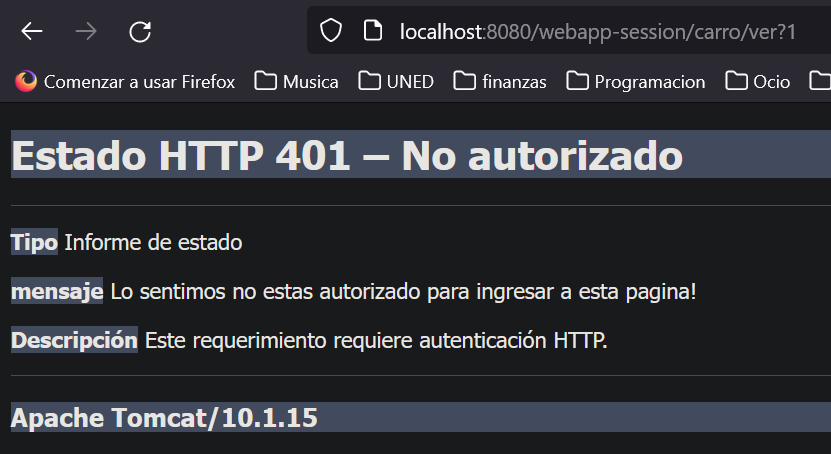 localhost:8080/webapp-session/carro/ver?1
Comenzar a usar Firefox Musica UNED finanzas Programacion Ocio
Estado HTTP 401 – No autorizado
Tipo Informe de estado
mensaje Lo sentimos no estas autorizado para ingresar a esta pagina!
Descripción Este requerimiento requiere autenticación HTTP.
Apache Tomcat/10.1.15